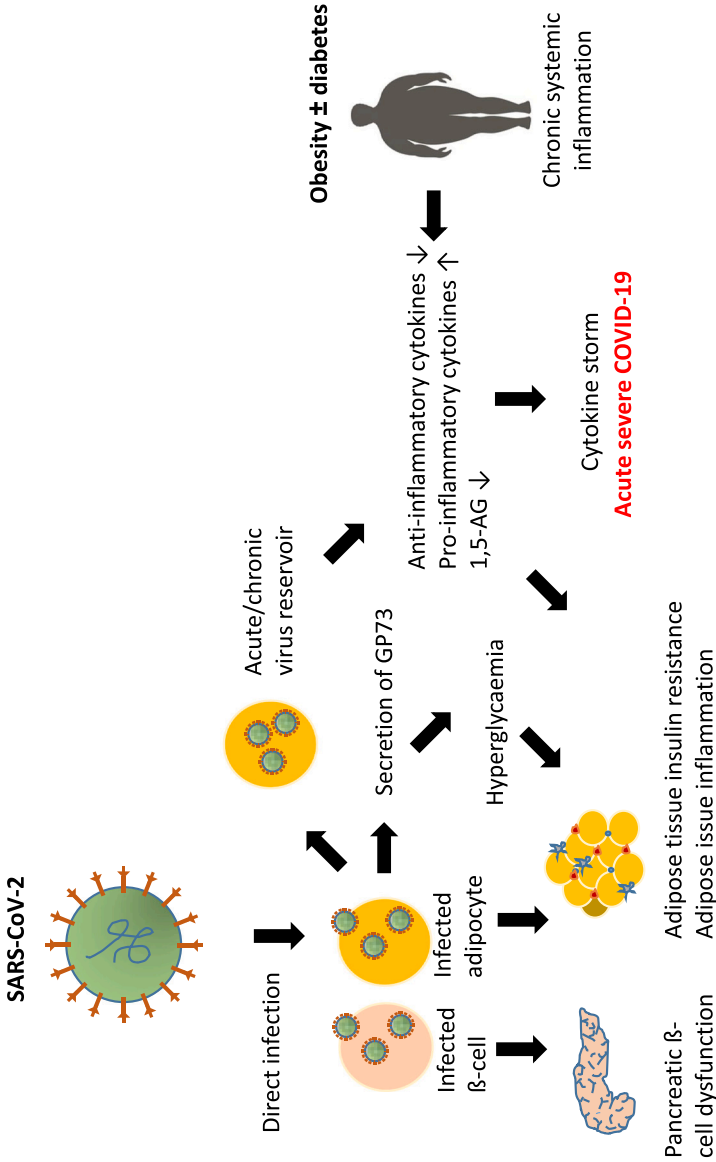 SARS-CoV-2
Direct infection
Infected
ß-cell
Infected
adipocyte
Acute/chronic
virus reservoir
Secretion of GP73
Hyperglycaemia
Obesity ± diabetes
Chronic systemic
inflammation
Anti-inflammatory cytokines ↓
Pro-inflammatory cytokines ↑
1,5-AG ↓
Cytokine storm
Acute severe COVID-19
Pancreatic ß-
cell dysfunction
Adipose tissue insulin resistance
Adipose issue inflammation